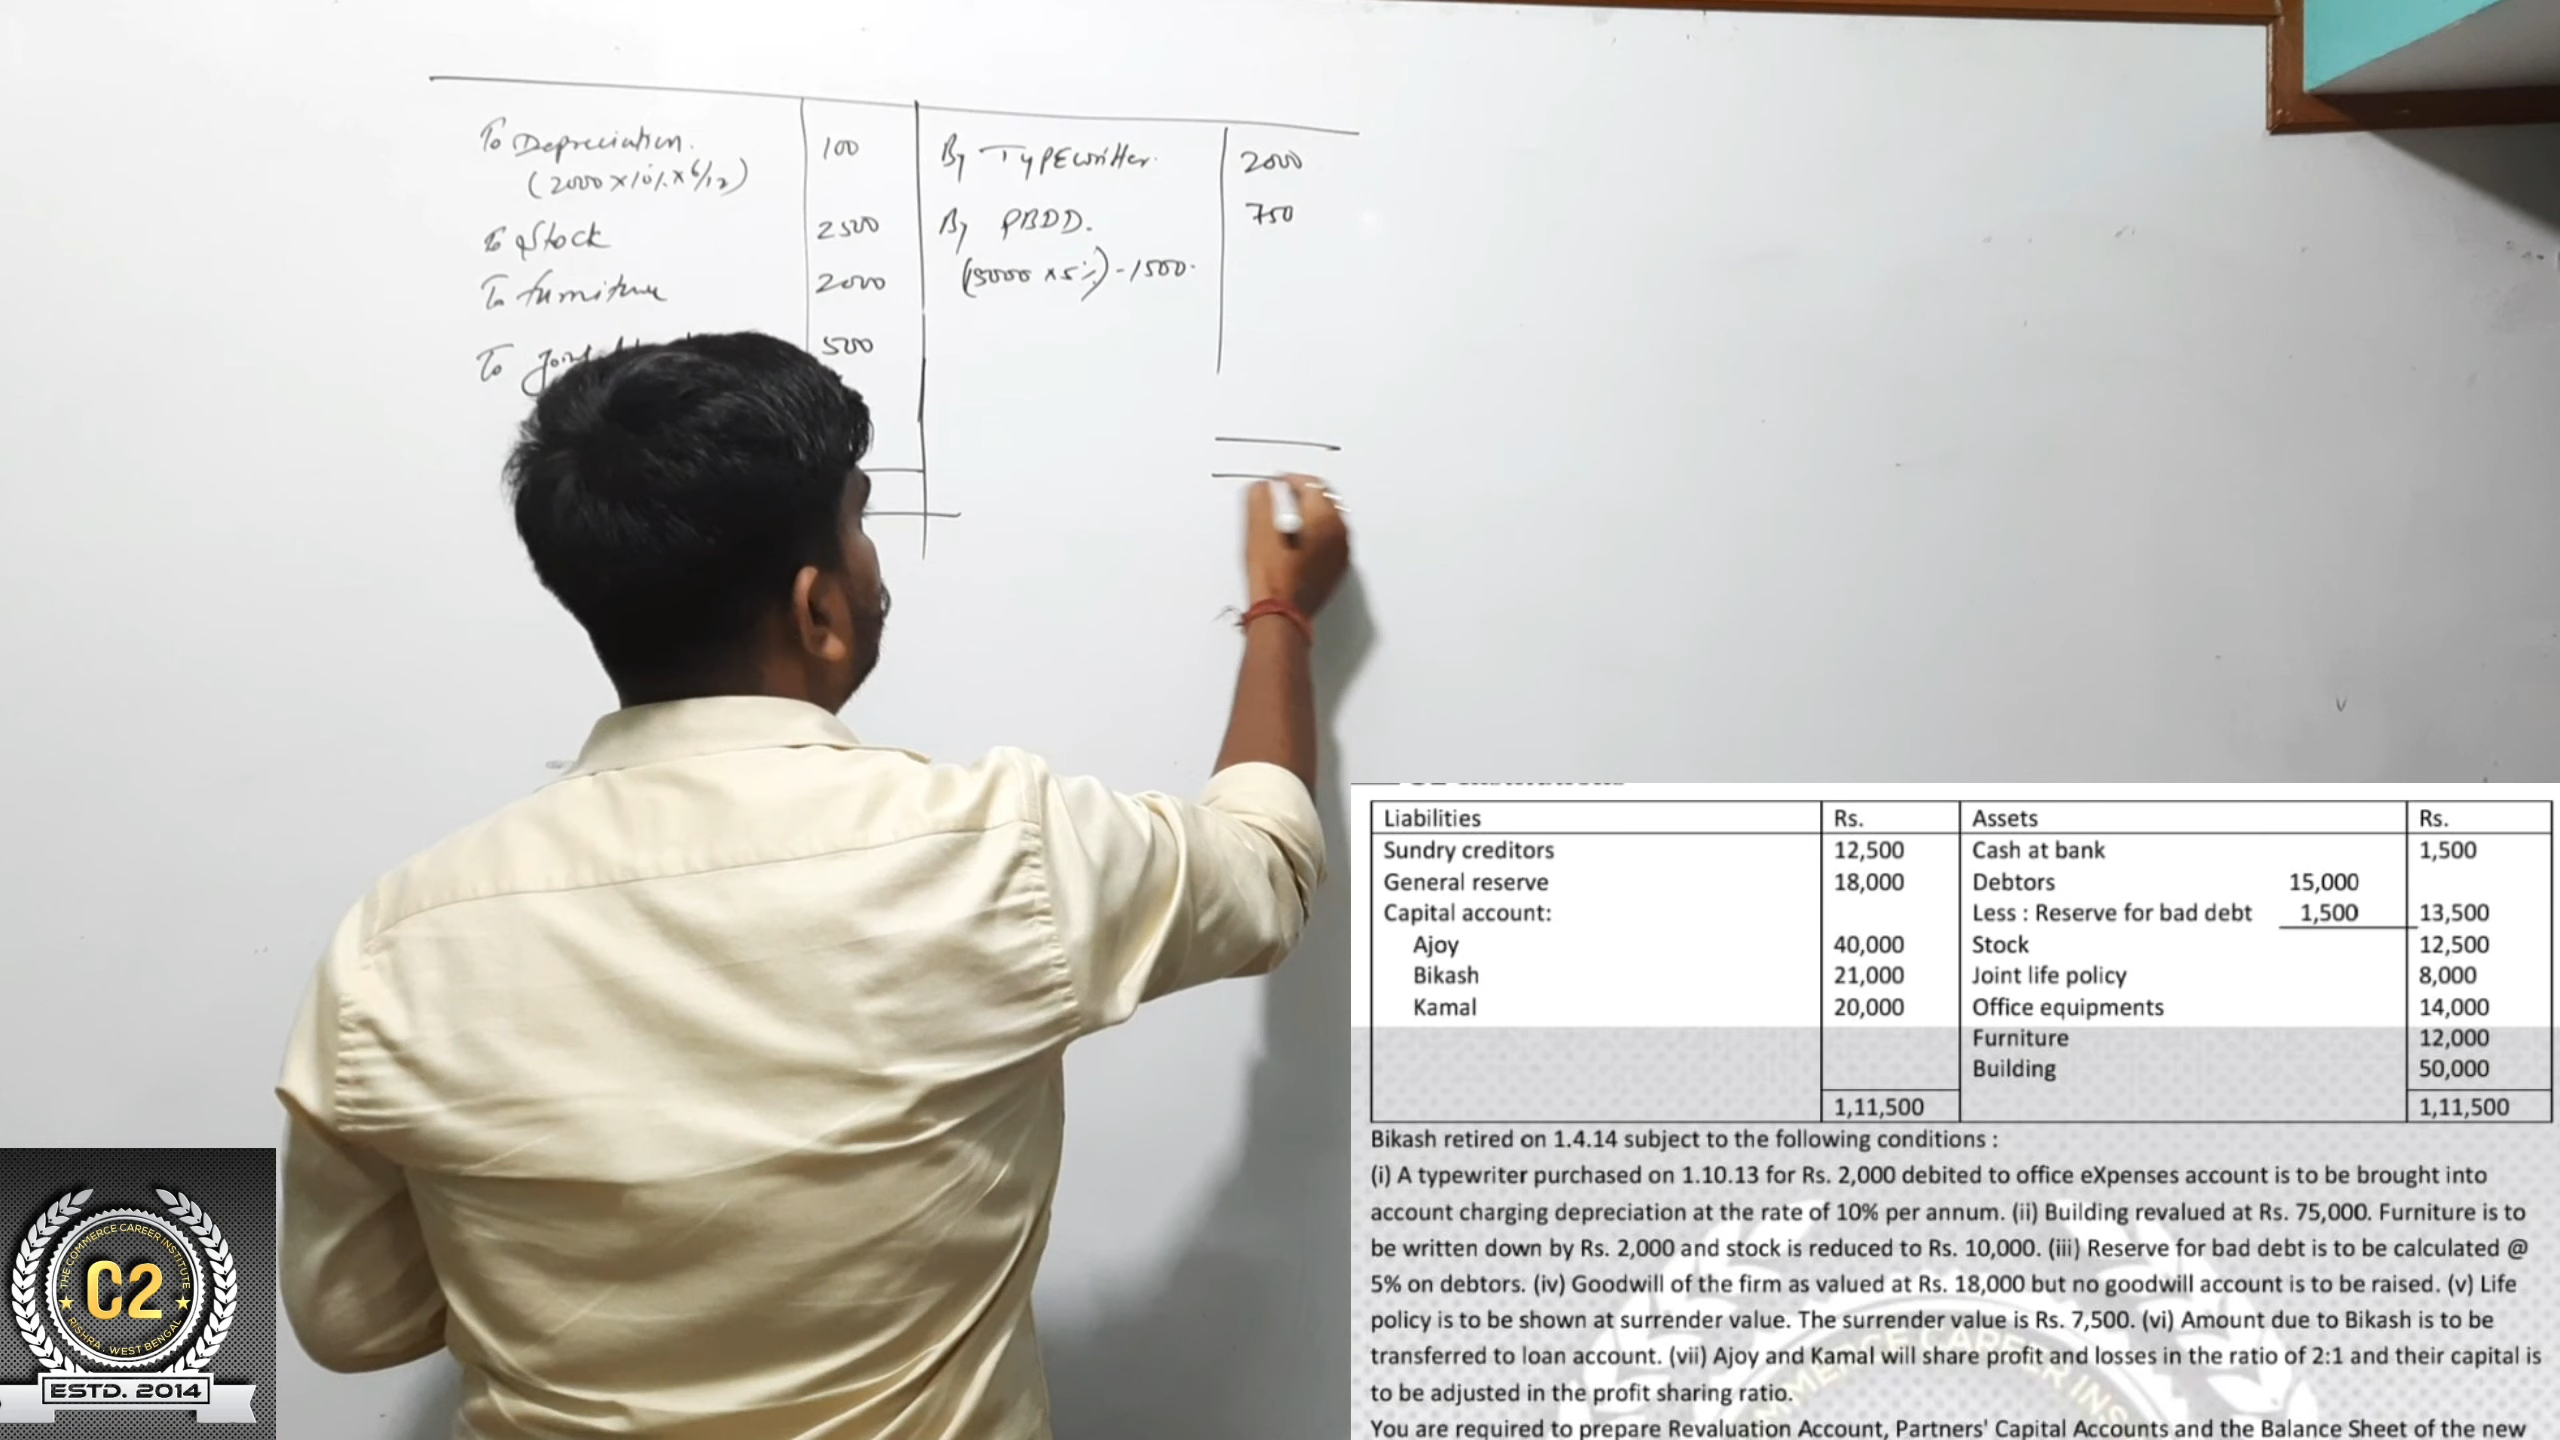 To Depreciation. 100 By TYPEwritter. 2000
(2000 x 10% x 6/12)
To Stock 2500 By PBDD. 750
(15000 x 5%) - 1500.
To furniture 2000
To 500
Liabilities Rs. Assets Rs.
Sundry creditors 12,500 Cash at bank 1,500
General reserve 18,000 Debtors 15,000
Capital account: Less : Reserve for bad debt 1,500 13,500
Ajoy 40,000 Stock 12,500
Bikash 21,000 Joint life policy 8,000
Kamal 20,000 Office equipments 14,000
Furniture 12,000
Building 50,000
1,11,500 1,11,500
Bikash retired on 1.4.14 subject to the following conditions :
(i) A typewriter purchased on 1.10.13 for Rs. 2,000 debited to office eXpenses account is to be brought into
account charging depreciation at the rate of 10% per annum. (ii) Building revalued at Rs. 75,000. Furniture is to
be written down by Rs. 2,000 and stock is reduced to Rs. 10,000. (iii) Reserve for bad debt is to be calculated @
5% on debtors. (iv) Goodwill of the firm as valued at Rs. 18,000 but no goodwill account is to be raised. (v) Life
policy is to be shown at surrender value. The surrender value is Rs. 7,500. (vi) Amount due to Bikash is to be
transferred to loan account. (vii) Ajoy and Kamal will share profit and losses in the ratio of 2:1 and their capital is
to be adjusted in the profit sharing ratio.
You are required to prepare Revaluation Account, Partners' Capital Accounts and the Balance Sheet of the new
THE COMMERCE CAREER INSTITUTE
C2
RISHRA, WEST BENGAL
ESTD. 2014